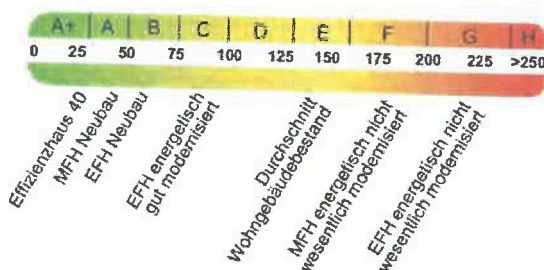 A+ A B C D E F G H
0 25 50 75 100 125 150 175 200 225 >250
Effizienzhaus 40
MFH Neubau
EFH Neubau
EFH energetisch
gut modernisiert
Durchschnitt
Wohngebäudebestand
MFH energetisch nicht
wesentlich modernisiert
EFH energetisch nicht
wesentlich modernisiert